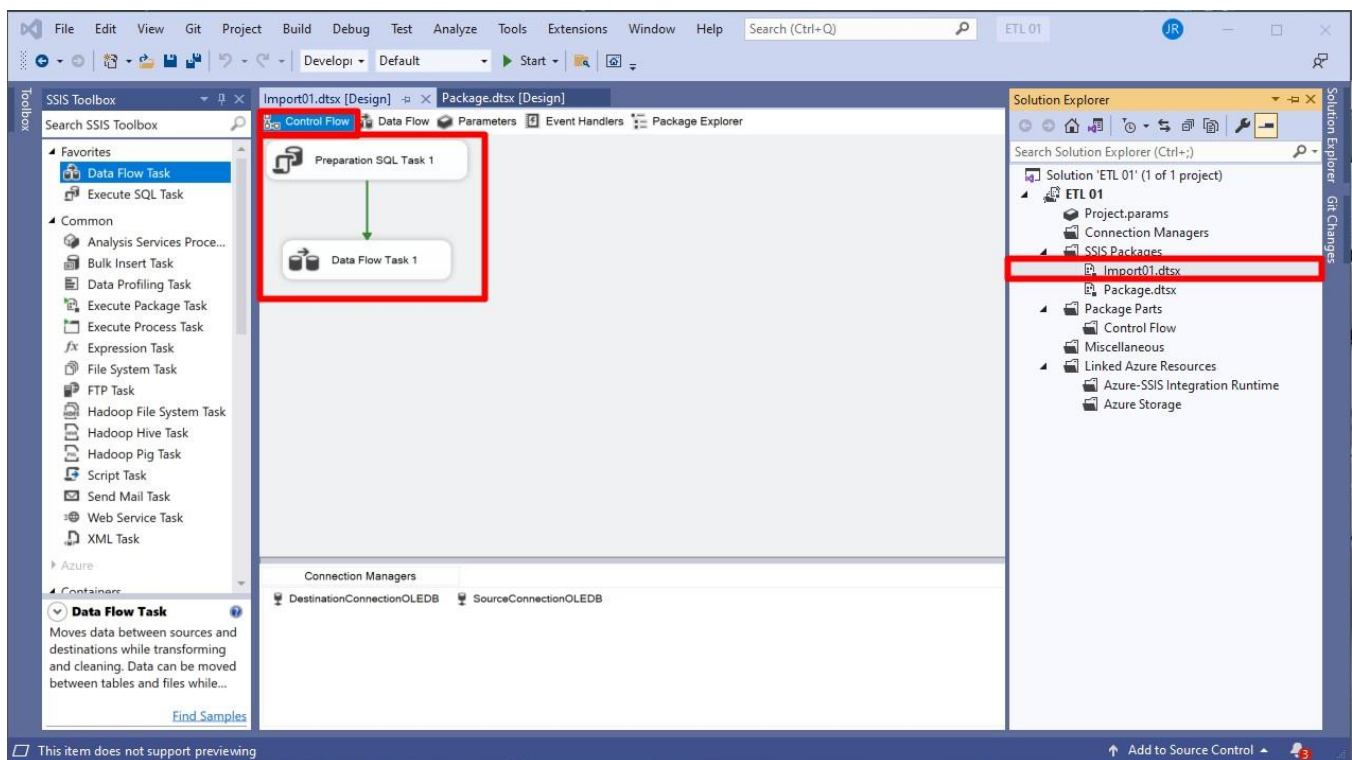 File Edit View Git Project Build Debug Test Analyze Tools Extensions Window Help Search (Ctrl+Q) ETL 01 JR
Develop Default Start
Toolbox
SSIS Toolbox
Search SSIS Toolbox
Favorites
Data Flow Task
Execute SQL Task
Common
Analysis Services Proce...
Bulk Insert Task
Data Profiling Task
Execute Package Task
Execute Process Task
Expression Task
File System Task
FTP Task
Hadoop File System Task
Hadoop Hive Task
Hadoop Pig Task
Script Task
Send Mail Task
Web Service Task
XML Task
Azure
Containers
Data Flow Task
Moves data between sources and
destinations while transforming
and cleaning. Data can be moved
between tables and files while...
Find Samples
Import01.dtsx [Design] Package.dtsx [Design]
Control Flow Data Flow Parameters Event Handlers Package Explorer
Preparation SQL Task 1
Data Flow Task 1
Connection Managers
DestinationConnectionOLEDB SourceConnectionOLEDB
Solution Explorer
Search Solution Explorer (Ctrl+;)
Solution 'ETL 01' (1 of 1 project)
ETL 01
Project.params
Connection Managers
SSIS Packages
Import01.dtsx
Package.dtsx
Package Parts
Control Flow
Miscellaneous
Linked Azure Resources
Azure-SSIS Integration Runtime
Azure Storage
Solution Explorer
Git Changes
This item does not support previewing
Add to Source Control 3